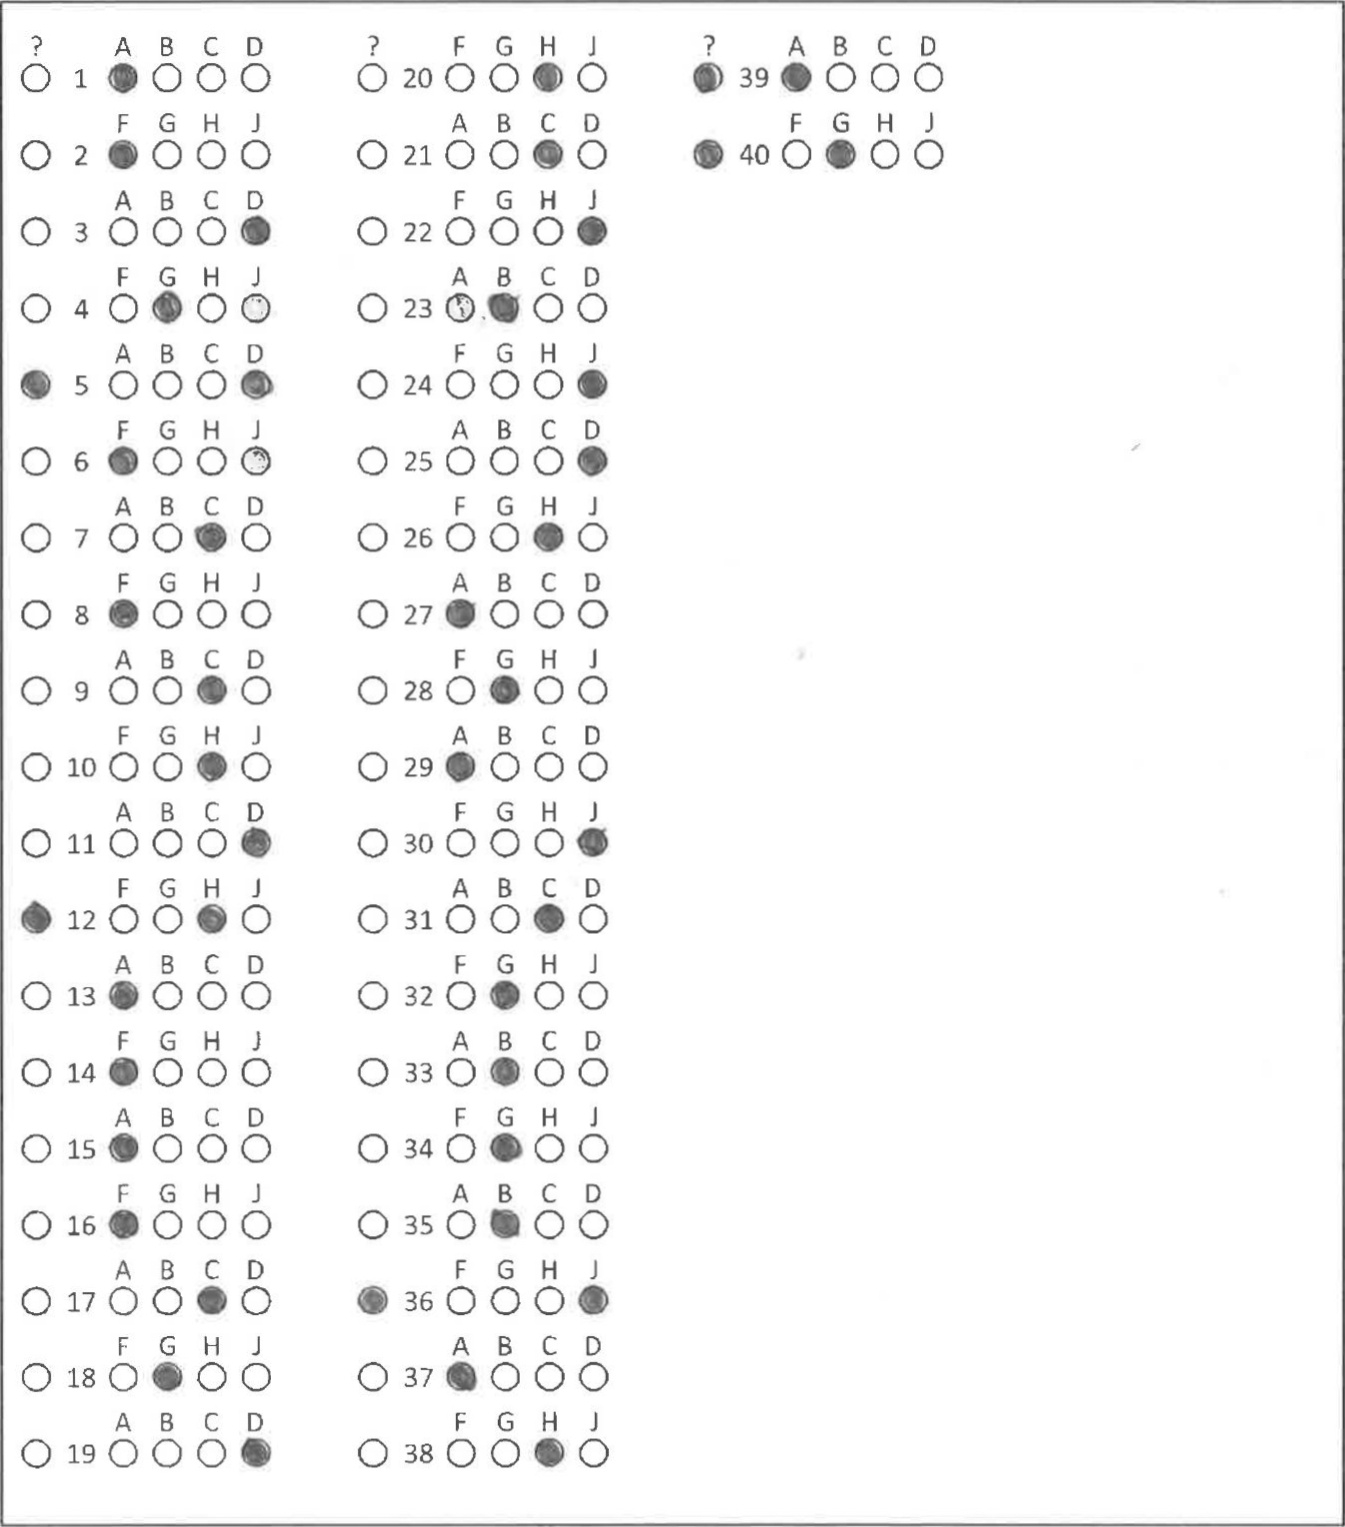 ? A B C D
1
F G H J
2
A B C D
3
F G H J
4
A B C D
5
F G H J
6
A B C D
7
F G H J
8
A B C D
9
F G H J
10
A B C D
11
F G H J
12
A B C D
13
F G H J
14
A B C D
15
F G H J
16
A B C D
17
F G H J
18
A B C D
19
? F G H J
20
A B C D
21
F G H J
22
A B C D
23
F G H J
24
A B C D
25
F G H J
26
A B C D
27
F G H J
28
A B C D
29
F G H J
30
A B C D
31
F G H J
32
A B C D
33
F G H J
34
A B C D
35
F G H J
36
A B C D
37
F G H J
38
? A B C D
39
F G H J
40